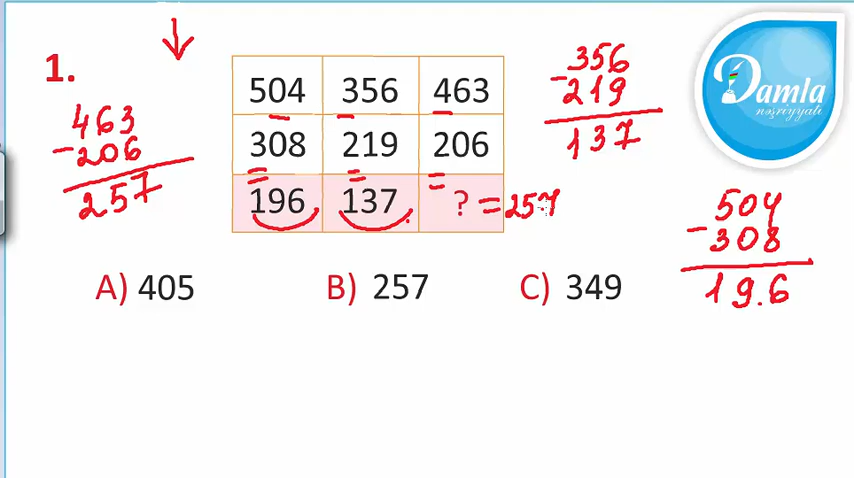 1.
504 356 463
308 219 206
196 137 ? = 257
463
-206
257
356
-219
137
504
-308
19.6
A) 405 B) 257 C) 349
Damla
nəşriyyatı